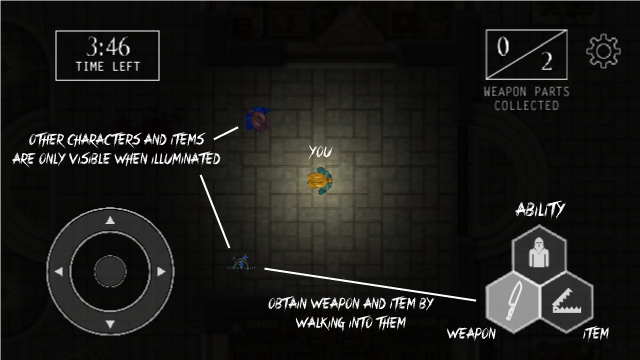 3:46
TIME LEFT
0/2
WEAPON PARTS
COLLECTED
OTHER CHARACTERS AND ITEMS
ARE ONLY VISIBLE WHEN ILLUMINATED
YOU
ABILITY
OBTAIN WEAPON AND ITEM BY
WALKING INTO THEM
WEAPON
ITEM